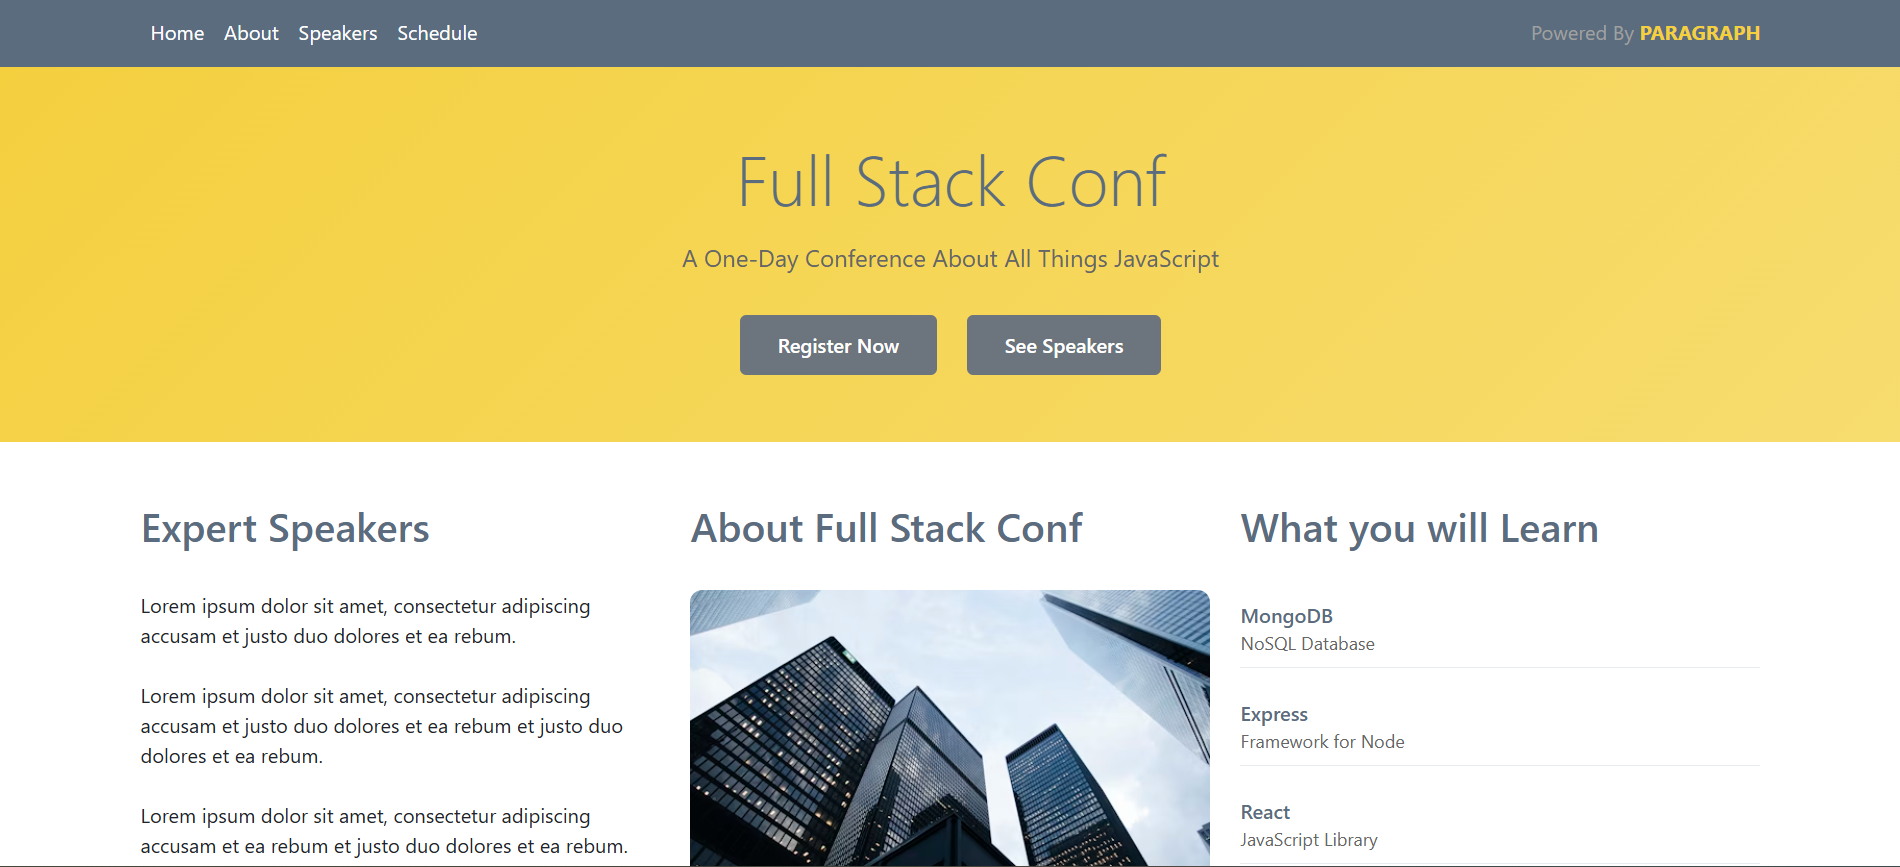 Home About Speakers Schedule
Powered By PARAGRAPH
Full Stack Conf
A One-Day Conference About All Things JavaScript
Register Now
See Speakers
Expert Speakers
Lorem ipsum dolor sit amet, consectetur adipiscing
accusam et justo duo dolores et ea rebum.
Lorem ipsum dolor sit amet, consectetur adipiscing
accusam et justo duo dolores et ea rebum et justo duo
dolores et ea rebum.
Lorem ipsum dolor sit amet, consectetur adipiscing
accusam et ea rebum et justo duo dolores et ea rebum.
About Full Stack Conf
What you will Learn
MongoDB
NoSQL Database
Express
Framework for Node
React
JavaScript Library